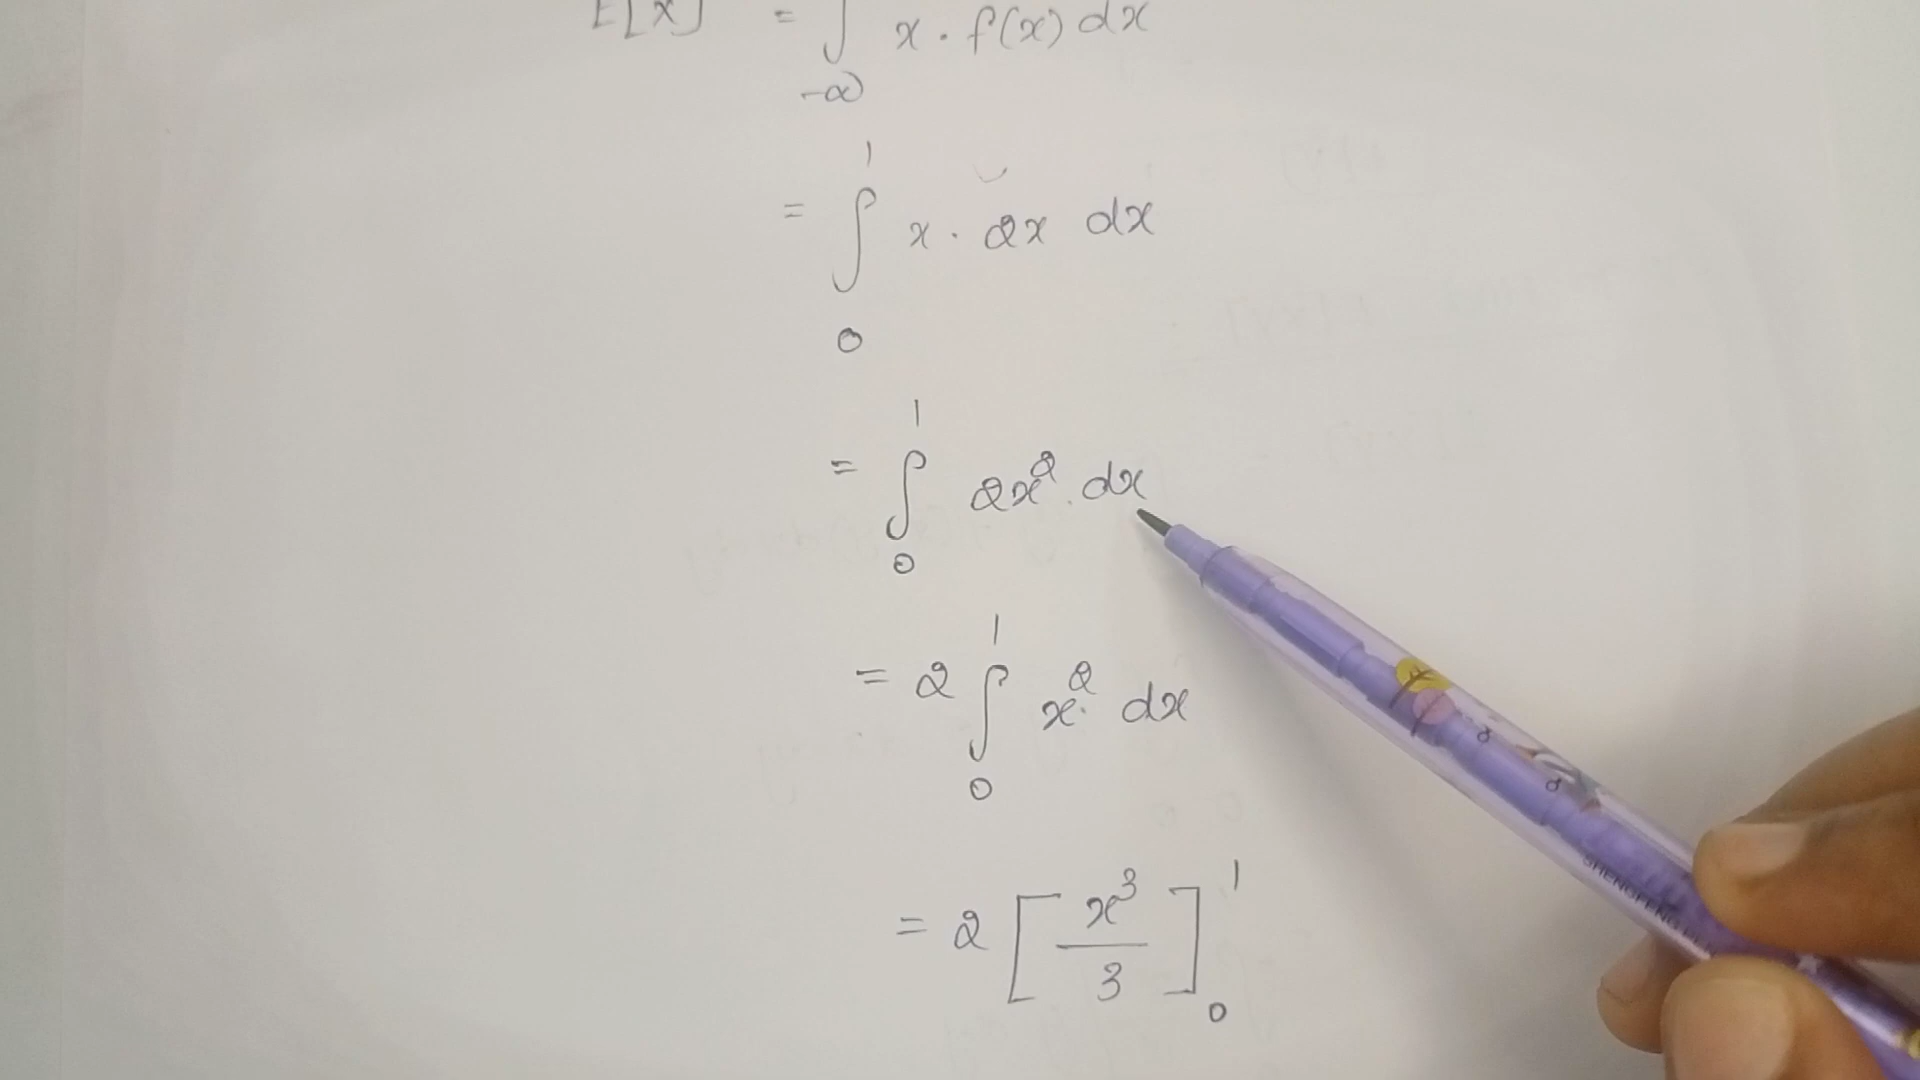 E[X] = ∫ x . f(x) dx
-∞
1
= ∫ x . 2x dx
0
1
= ∫ 2x² . dx
0
1
= 2 ∫ x² . dx
0
= 2 [ x³ / 3 ] 1
0